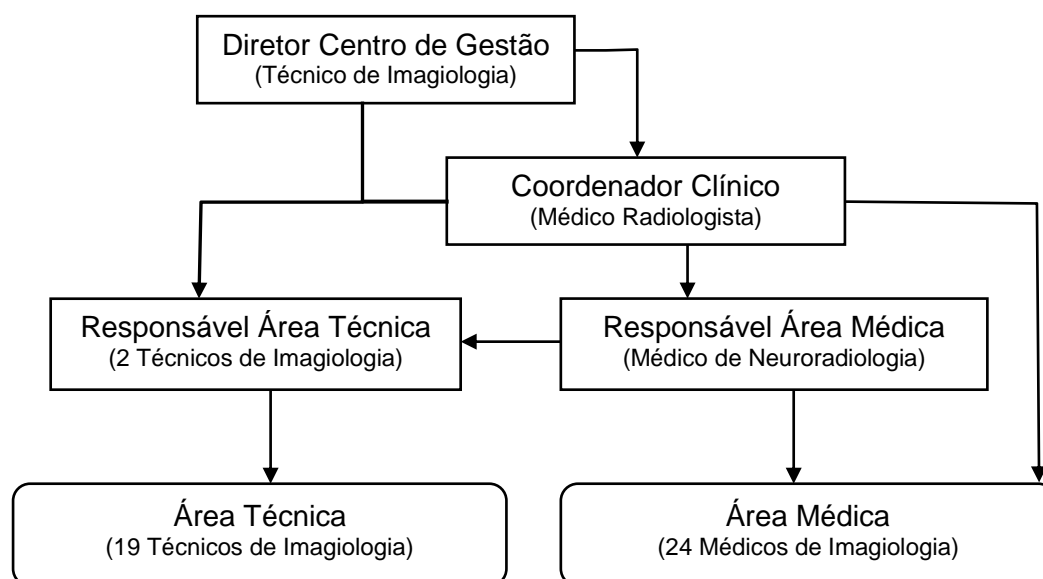 Diretor Centro de Gestão
(Técnico de Imagiologia)
Coordenador Clínico
(Médico Radiologista)
Responsável Área Técnica
(2 Técnicos de Imagiologia)
Responsável Área Médica
(Médico de Neuroradiologia)
Área Técnica
(19 Técnicos de Imagiologia)
Área Médica
(24 Médicos de Imagiologia)